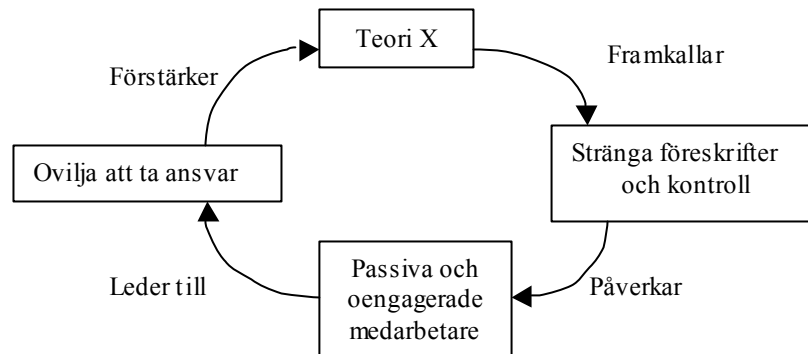 Teori X
Framkallar
Förstärker
Stränga föreskrifter
och kontroll
Ovilja att ta ansvar
Passiva och
oengagerade
medarbetare
Påverkar
Leder till